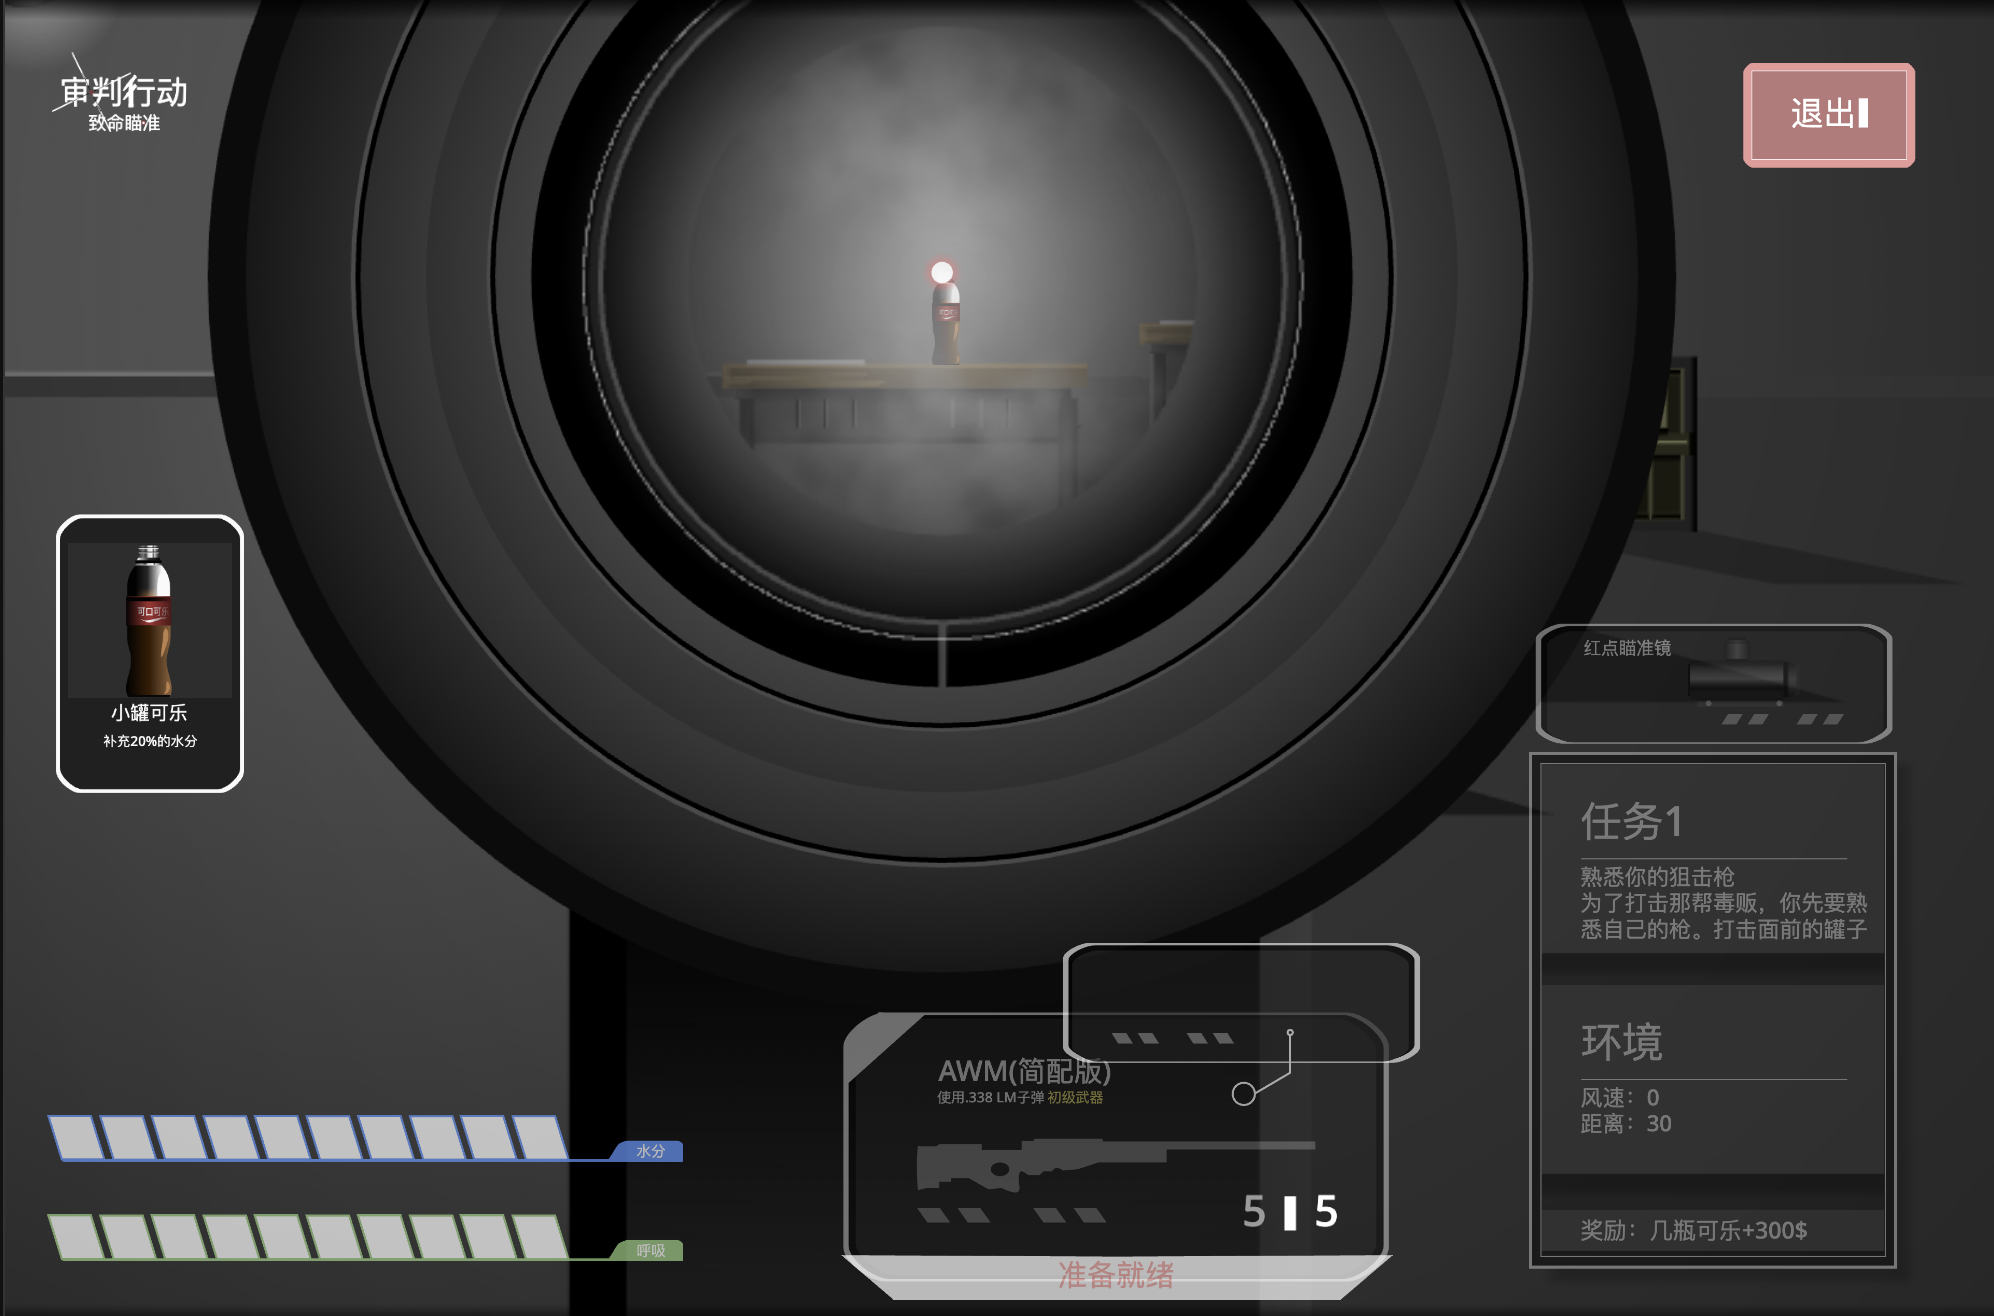 审判行动
致命瞄准
退出
可口可乐
小罐可乐
补充20%的水分
红点瞄准镜
任务1
熟悉你的狙击枪
为了打击那帮毒贩，你先要熟
悉自己的枪。打击面前的罐子
环境
风速：0
距离：30
奖励：几瓶可乐+300$
AWM(简配版)
使用.338 LM子弹 初级武器
5 5
准备就绪
水分
呼吸